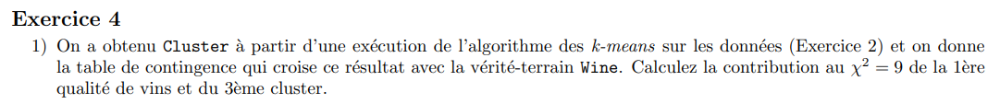 Exercice 4
1) On a obtenu Cluster à partir d'une exécution de l'algorithme des k-means sur les données (Exercice 2) et on donne
la table de contingence qui croise ce résultat avec la vérité-terrain Wine. Calculez la contribution au χ² = 9 de la 1ère
qualité de vins et du 3ème cluster.